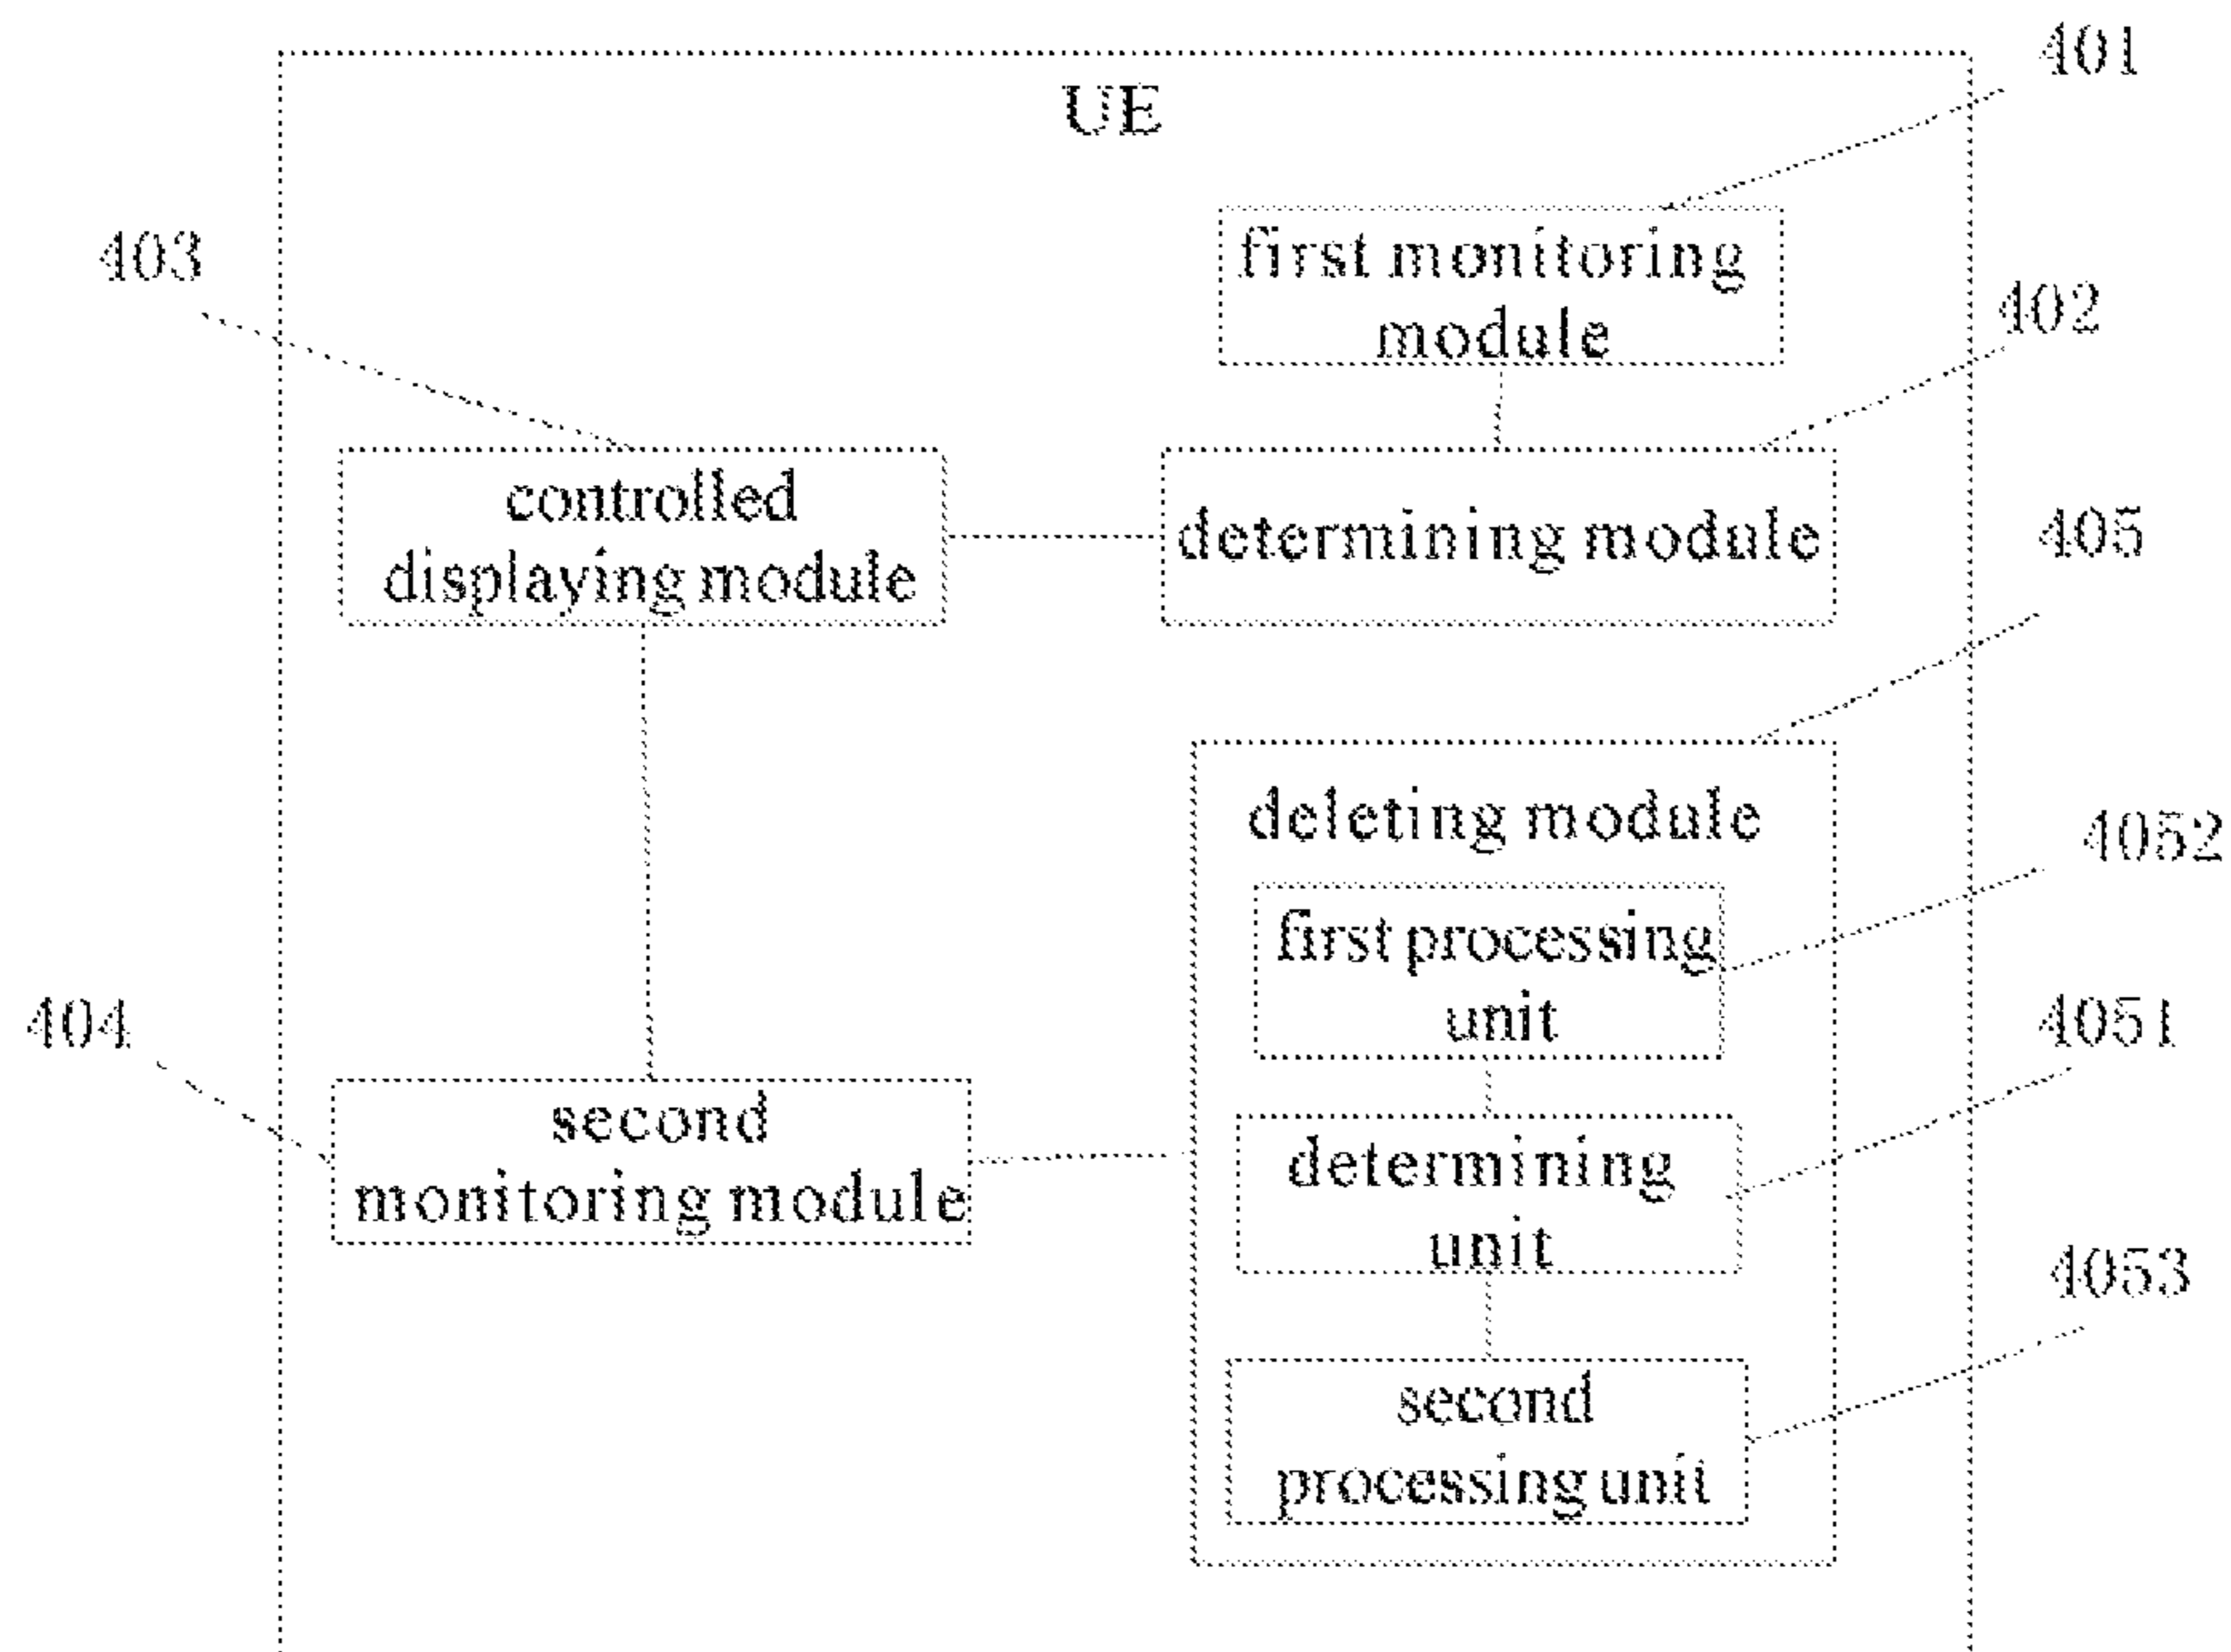 401
UE
403
first monitoring
module
402
controlled
displaying module
determining module
405
deleting module
4052
first processing
unit
404
4051
second
monitoring module
determining
unit
4053
second
processing unit